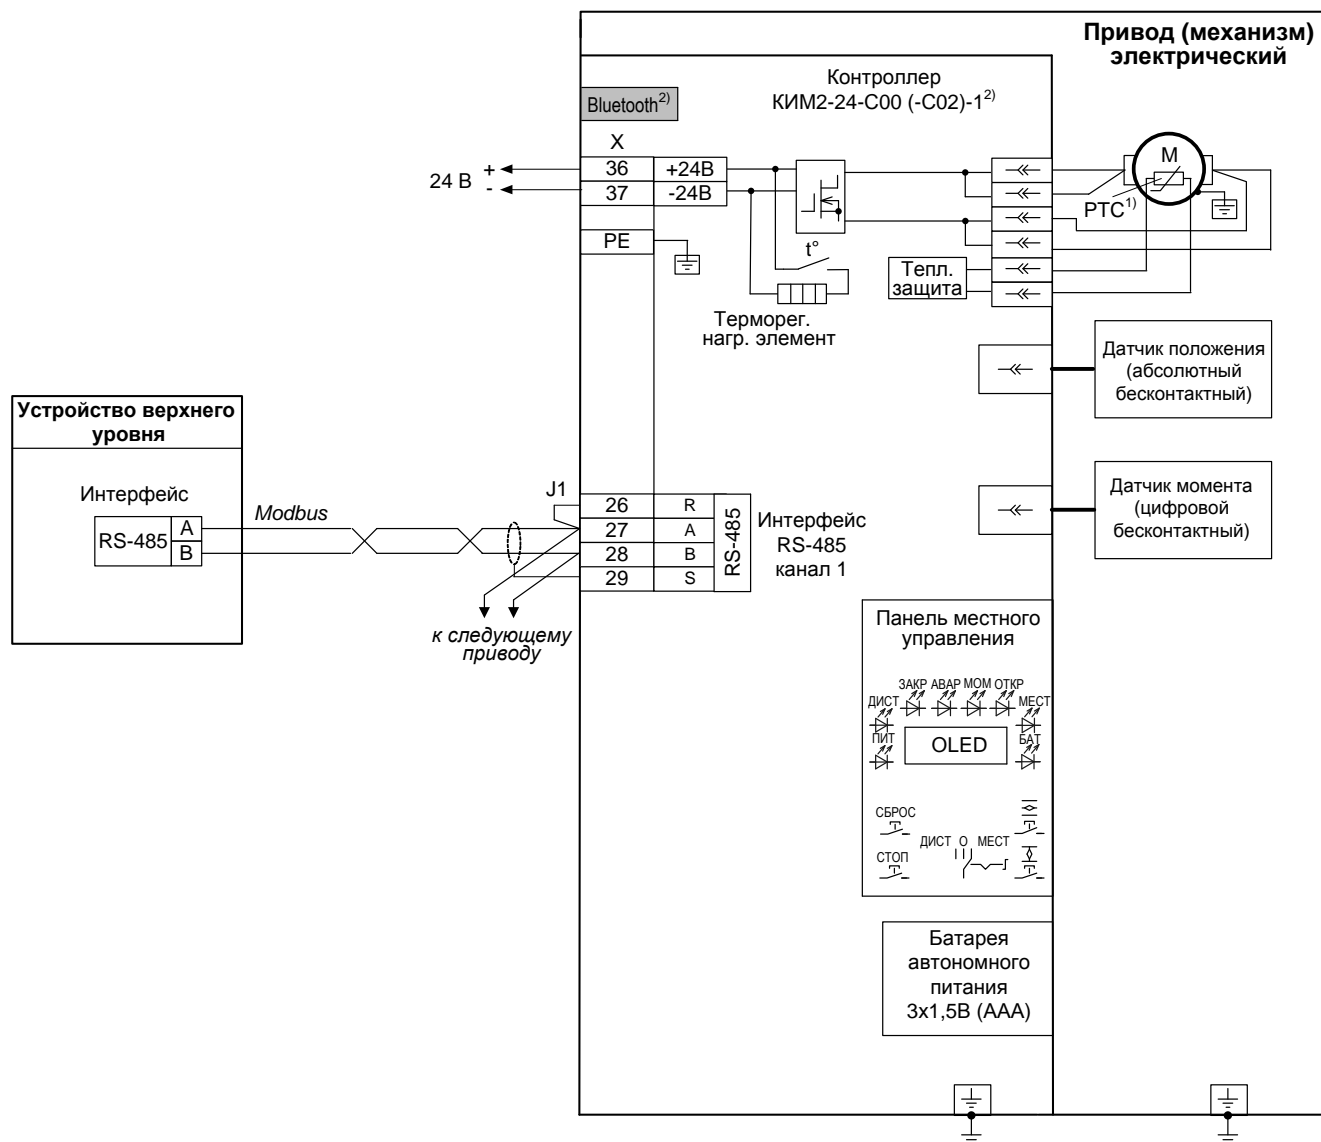 Привод (механизм)
электрический
Контроллер
КИМ2-24-С00 (-С02)-1²⁾
Bluetooth²⁾
X
24 В
+
-
36
+24В
37
-24В
PE
t°
Терморег.
нагр. элемент
Тепл.
защита
M
PTC¹⁾
Датчик положения
(абсолютный
бесконтактный)
Устройство верхнего
уровня
Интерфейс
RS-485
A
B
Modbus
J1
26
R
27
A
28
B
29
S
RS-485
Интерфейс
RS-485
канал 1
к следующему
приводу
Датчик момента
(цифровой
бесконтактный)
Панель местного
управления
ЗАКР АВАР МОМ ОТКР
ДИСТ
МЕСТ
ПИТ
OLED
БАТ
СБРОС
ДИСТ О МЕСТ
СТОП
Батарея
автономного
питания
3х1,5В (ААА)